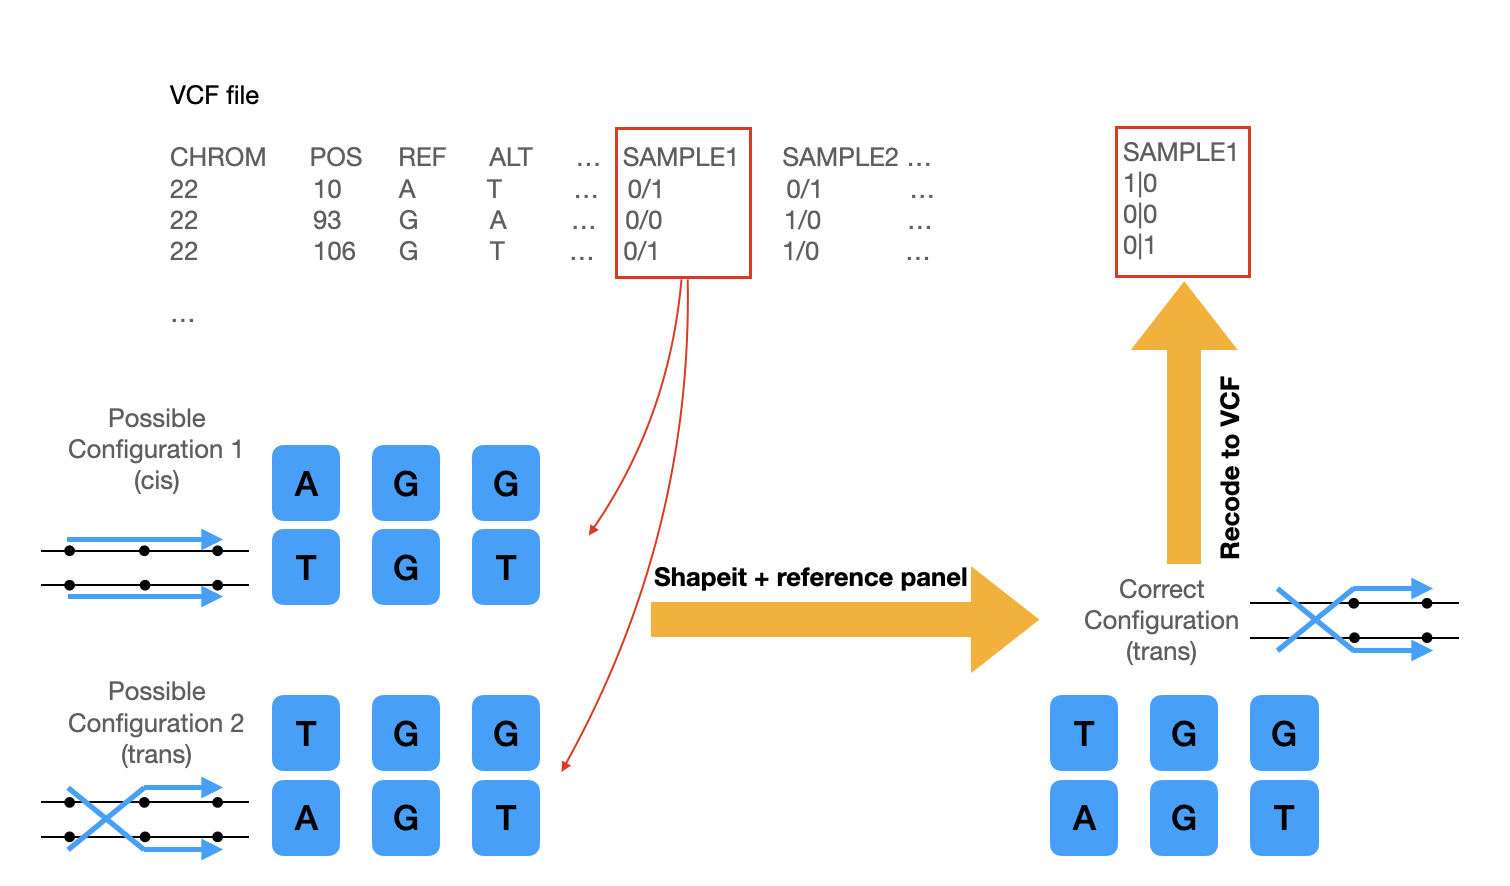 VCF file
CHROM POS REF ALT ... SAMPLE1 SAMPLE2 ...
22 10 A T ... 0/1 0/1 ...
22 93 G A ... 0/0 1/0 ...
22 106 G T ... 0/1 1/0 ...
...
SAMPLE1
1|0
0|0
0|1
Possible
Configuration 1
(cis)
A G G
T G T
Possible
Configuration 2
(trans)
T G G
A G T
Shapeit + reference panel
Recode to VCF
Correct
Configuration
(trans)
T G G
A G T